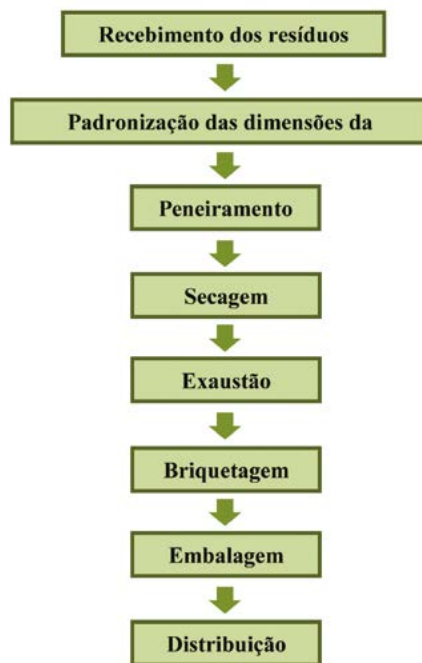 Recebimento dos resíduos
Padronização das dimensões da
Peneiramento
Secagem
Exaustão
Briquetagem
Embalagem
Distribuição